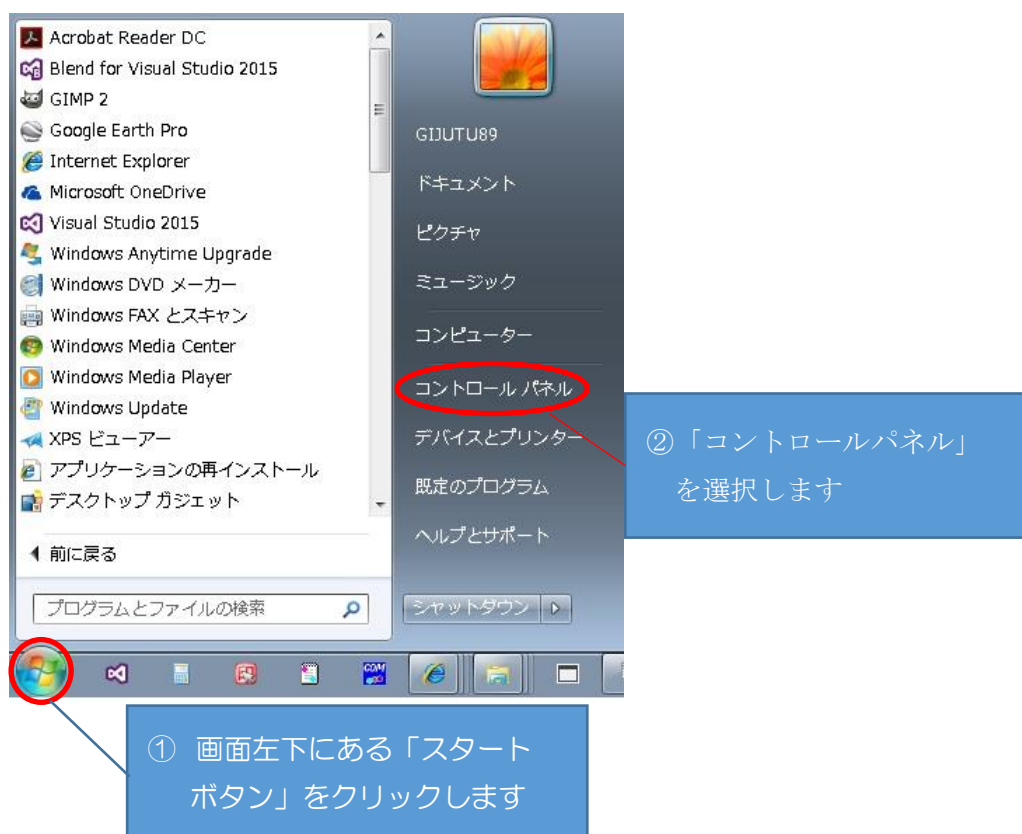 Acrobat Reader DC
Blend for Visual Studio 2015
GIMP 2
Google Earth Pro
Internet Explorer
Microsoft OneDrive
Visual Studio 2015
Windows Anytime Upgrade
Windows DVD メーカー
Windows FAX とスキャン
Windows Media Center
Windows Media Player
Windows Update
XPS ビューアー
アプリケーションの再インストール
デスクトップ ガジェット
前に戻る
プログラムとファイルの検索
GIJUTU89
ドキュメント
ピクチャ
ミュージック
コンピューター
コントロール パネル
デバイスとプリンター
既定のプログラム
ヘルプとサポート
シャットダウン
②「コントロールパネル」
を選択します
COM
① 画面左下にある「スタート
ボタン」をクリックします